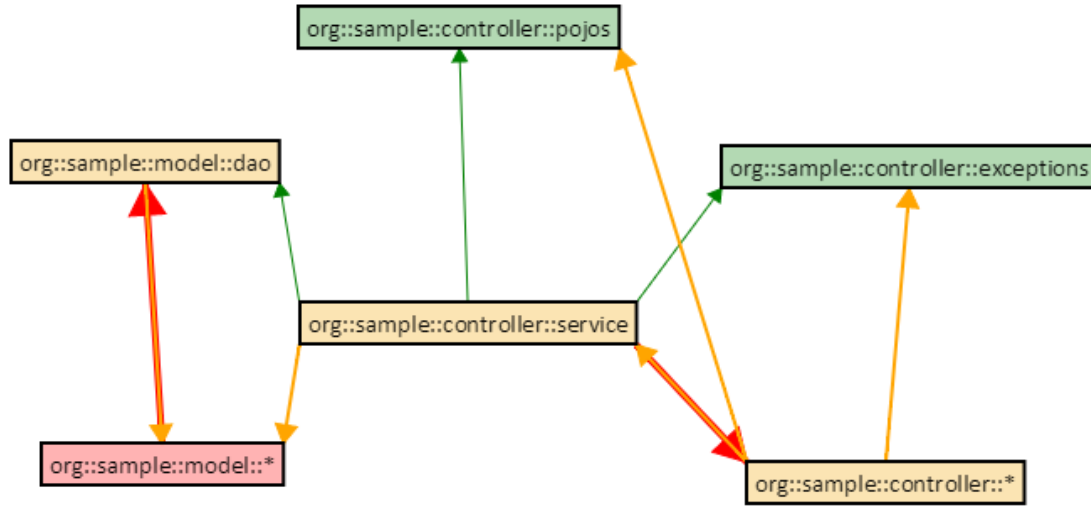 org::sample::controller::pojos
org::sample::model::dao
org::sample::controller::exceptions
org::sample::controller::service
org::sample::model::*
org::sample::controller::*